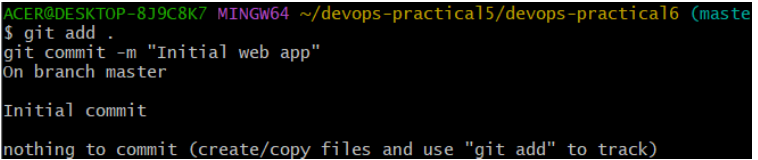 ACER@DESKTOP-8J9C8K7 MINGW64 ~/devops-practical5/devops-practical6 (maste
$ git add .
git commit -m "Initial web app"
On branch master
Initial commit
nothing to commit (create/copy files and use "git add" to track)